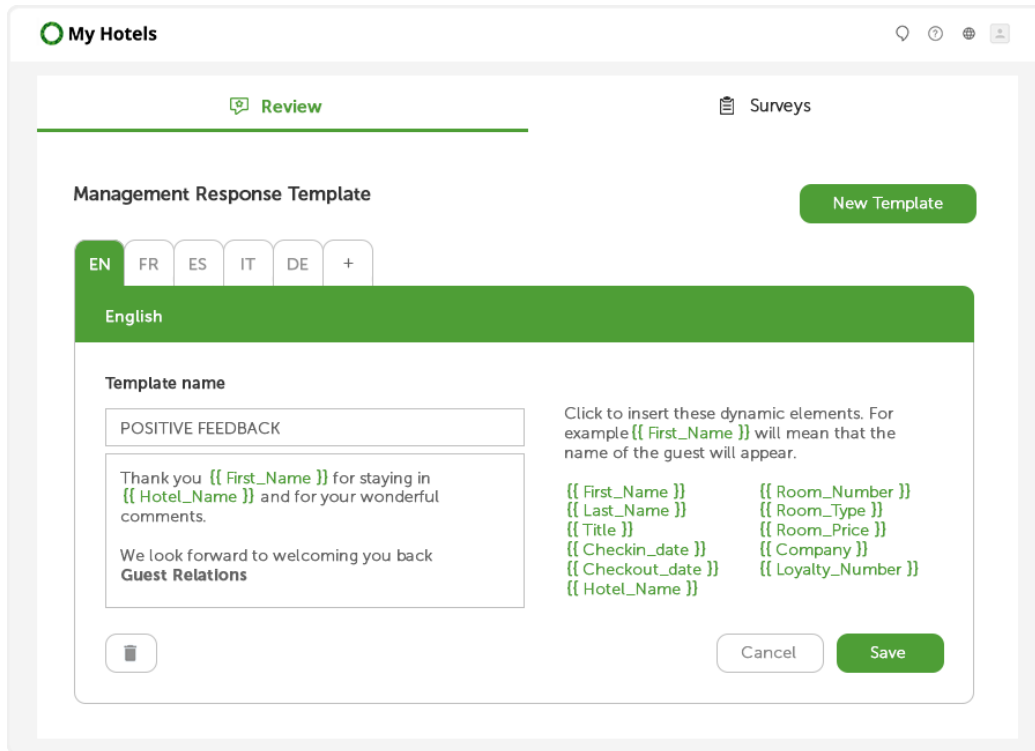 My Hotels
Review
Surveys
Management Response Template
New Template
EN
FR
ES
IT
DE
+
English
Template name
POSITIVE FEEDBACK
Thank you {{ First_Name }} for staying in
{{ Hotel_Name }} and for your wonderful
comments.
We look forward to welcoming you back
Guest Relations
Click to insert these dynamic elements. For
example {{ First_Name }} will mean that the
name of the guest will appear.
{{ First_Name }}
{{ Last_Name }}
{{ Title }}
{{ Checkin_date }}
{{ Checkout_date }}
{{ Hotel_Name }}
{{ Room_Number }}
{{ Room_Type }}
{{ Room_Price }}
{{ Company }}
{{ Loyalty_Number }}
Cancel
Save